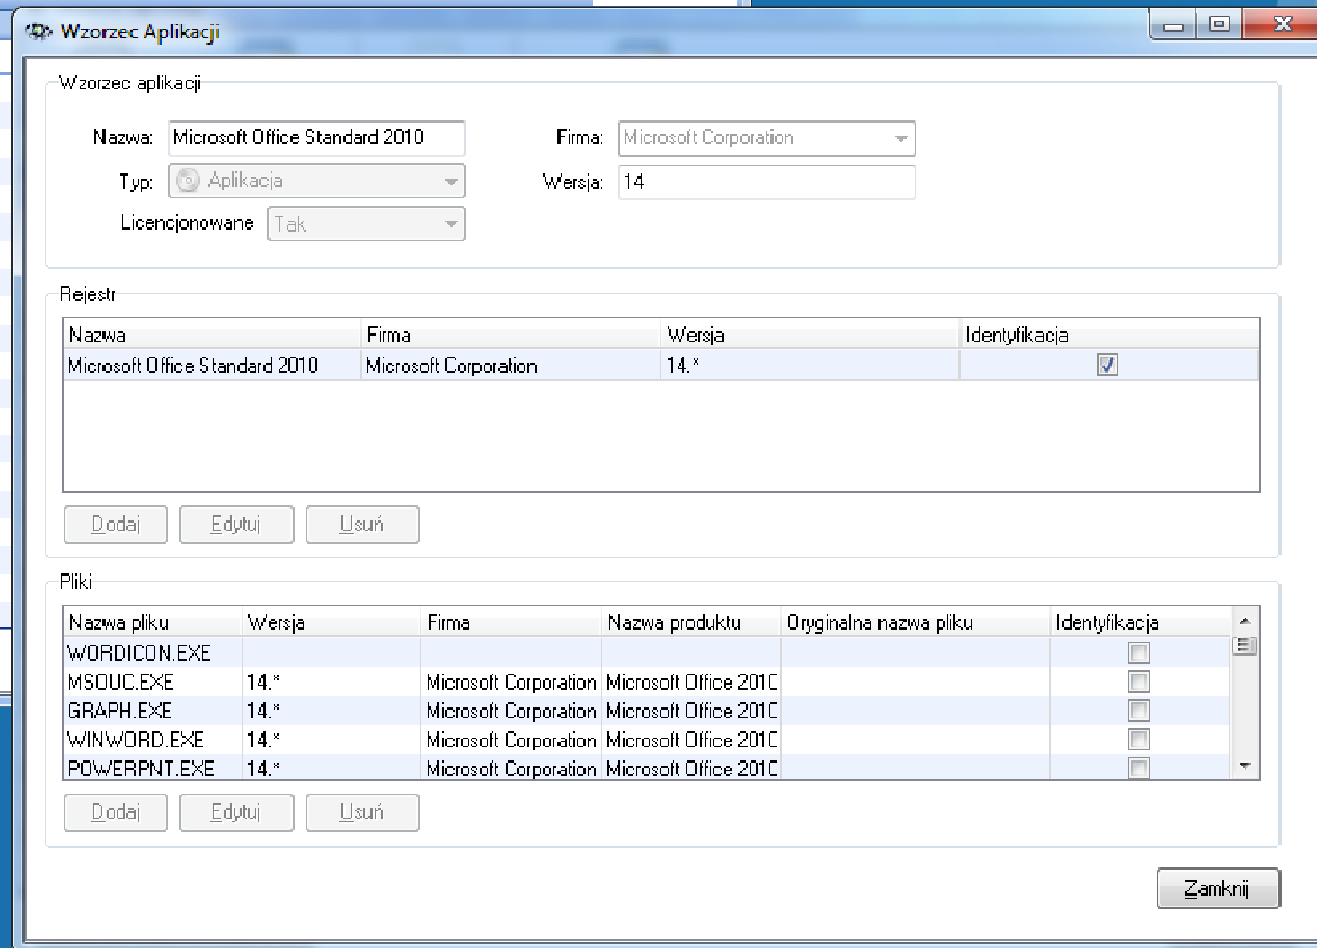 Wzorzec Aplikacji
Wzorzec aplikacji
Nazwa: Microsoft Office Standard 2010 Firma: Microsoft Corporation
Typ: Aplikacja Wersja: 14
Licencjonowane Tak
Rejestr
Nazwa Firma Wersja Identyfikacja
Microsoft Office Standard 2010 Microsoft Corporation 14.*
Dodaj Edytuj Usuń
Pliki
Nazwa pliku Wersja Firma Nazwa produktu Oryginalna nazwa pliku Identyfikacja
WORDICON.EXE
MSOUC.EXE 14.* Microsoft Corporation Microsoft Office 2010
GRAPH.EXE 14.* Microsoft Corporation Microsoft Office 2010
WINWORD.EXE 14.* Microsoft Corporation Microsoft Office 2010
POWERPNT.EXE 14.* Microsoft Corporation Microsoft Office 2010
Dodaj Edytuj Usuń
Zamknij